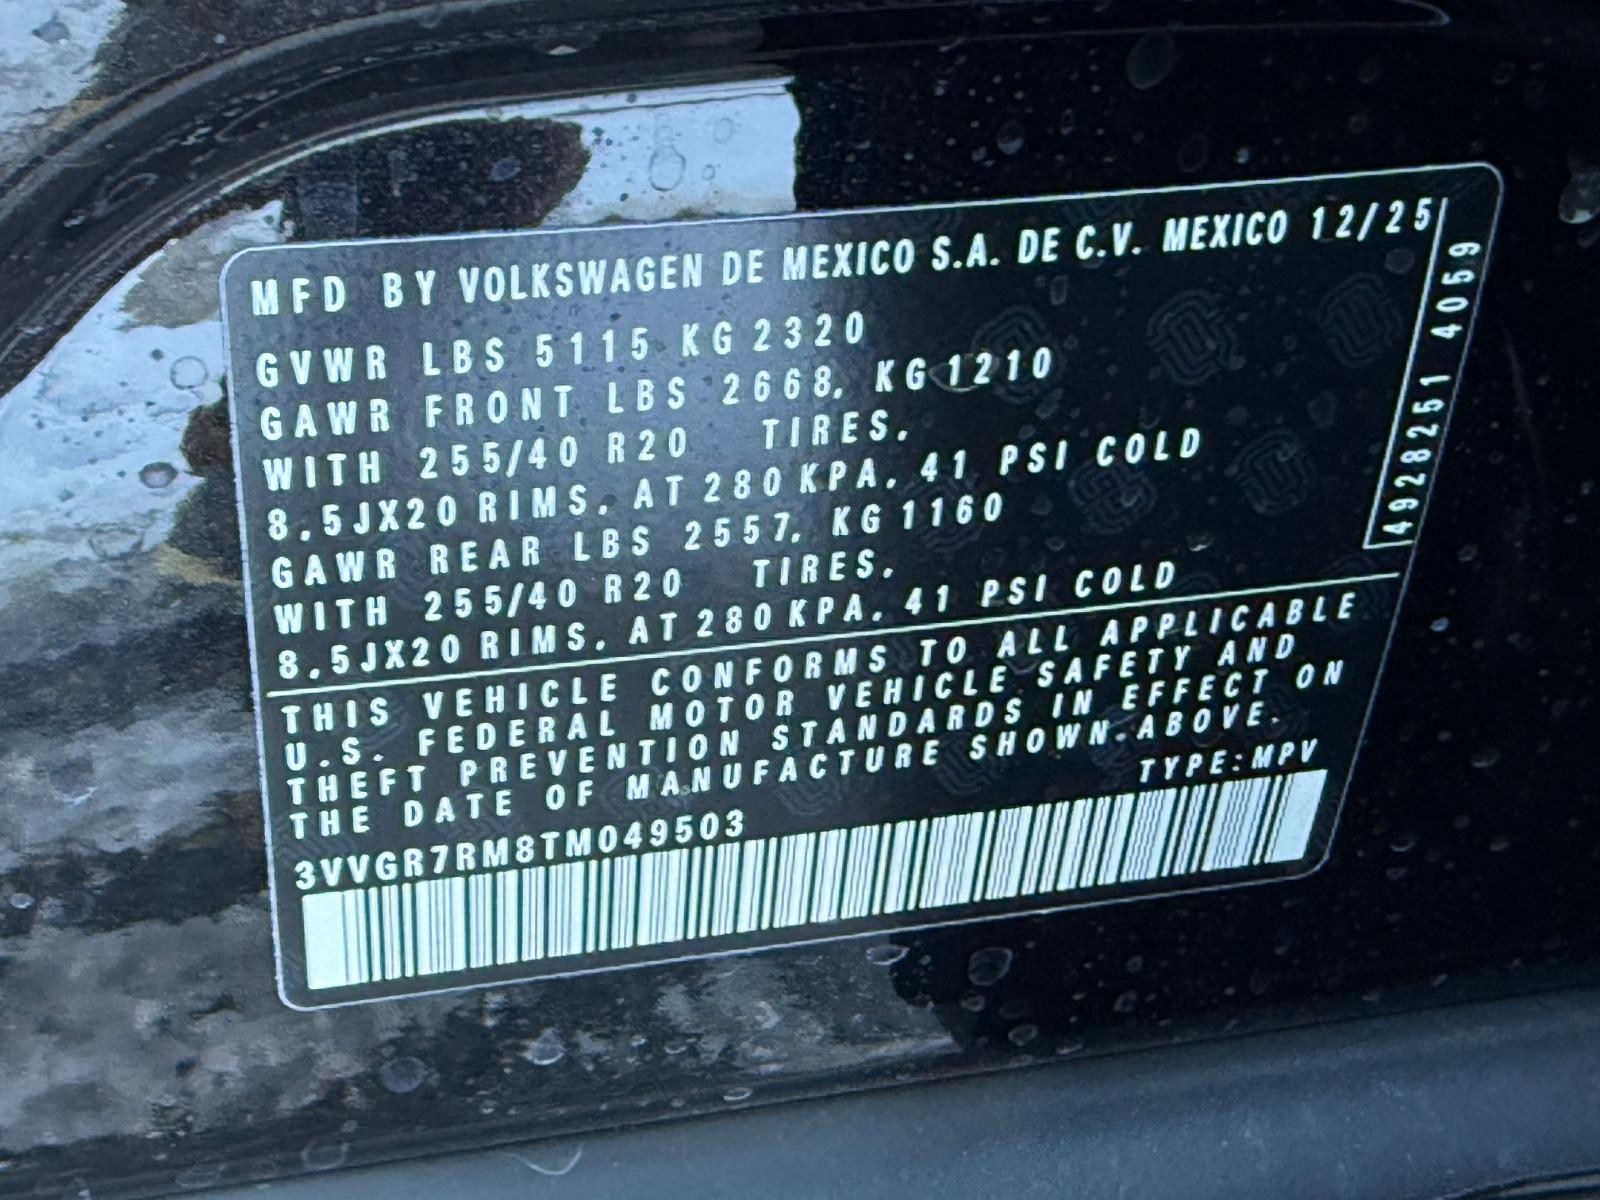 MFD BY VOLKSWAGEN DE MEXICO S.A. DE C.V. MEXICO 12/25
GVWR LBS 5115 KG 2320
GAWR FRONT LBS 2668, KG 1210
WITH 255/40 R20 TIRES,
8.5JX20 RIMS, AT 280 KPA, 41 PSI COLD
GAWR REAR LBS 2557, KG 1160
WITH 255/40 R20 TIRES,
8.5JX20 RIMS, AT 280 KPA, 41 PSI COLD
THIS VEHICLE CONFORMS TO ALL APPLICABLE
U.S. FEDERAL MOTOR VEHICLE SAFETY AND
THEFT PREVENTION STANDARDS IN EFFECT ON
THE DATE OF MANUFACTURE SHOWN ABOVE.
3VVGR7RM8TM049503 TYPE:MPV
4928251 4059